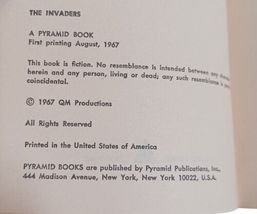 THE INVADERS
A PYRAMID BOOK
First printing August, 1967
This book is fiction. No resemblance is intended between any
herein and any person, living or dead; any such resemblance is
coincidental.
© 1967 QM Productions
All Rights Reserved
Printed in the United States of America
PYRAMID BOOKS are published by Pyramid Publications, Inc.,
444 Madison Avenue, New York, New York 10022, U.S.A.